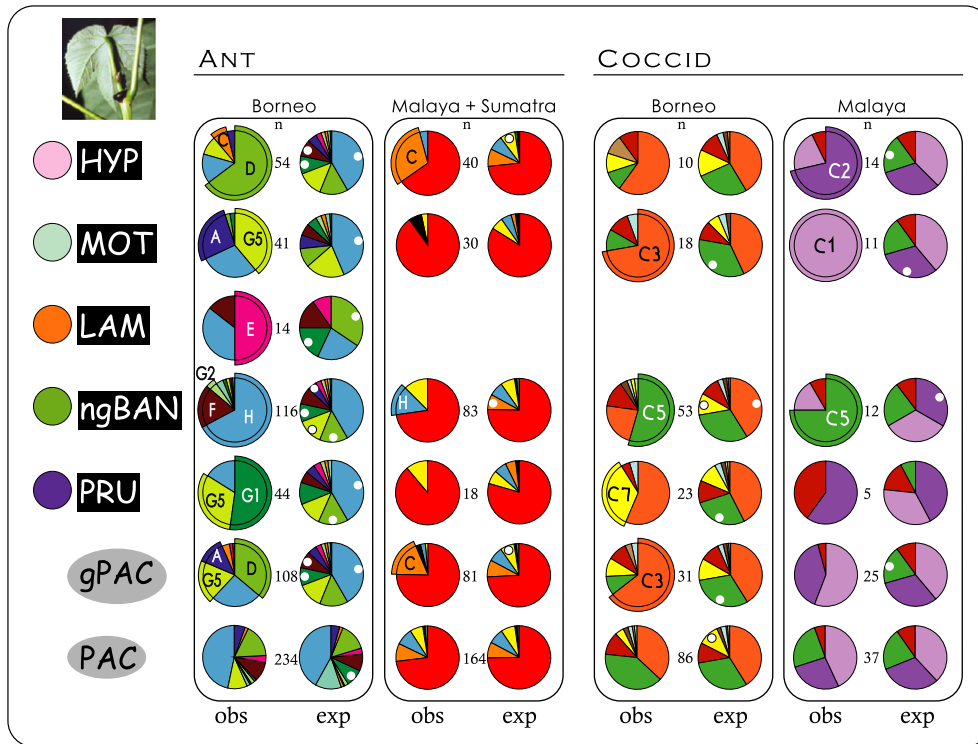 ANT
COCCID
Borneo
Malaya + Sumatra
Borneo
Malaya
n
n
n
n
HYP
C
D
54
C
40
10
C2
14
MOT
A
G5
41
30
C3
18
C1
11
LAM
E
14
ngBAN
G2
F
H
116
H
83
C5
53
C5
12
PRU
G5
G1
44
18
C7
23
5
gPAC
A
G5
D
108
C
81
C3
31
25
PAC
234
164
86
37
obs
exp
obs
exp
obs
exp
obs
exp